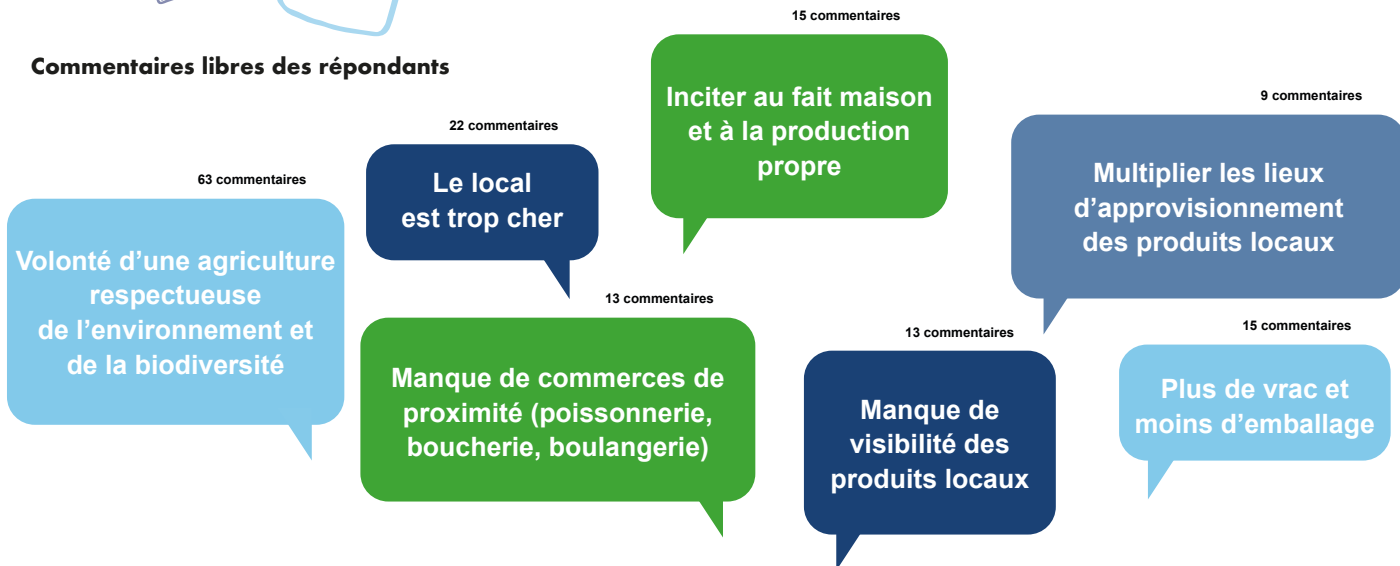 Commentaires libres des répondants
63 commentaires
Volonté d’une agriculture
respectueuse
de l’environnement et
de la biodiversité
22 commentaires
Le local
est trop cher
15 commentaires
Inciter au fait maison
et à la production
propre
9 commentaires
Multiplier les lieux
d’approvisionnement
des produits locaux
13 commentaires
Manque de commerces de
proximité (poissonnerie,
boucherie, boulangerie)
13 commentaires
Manque de
visibilité des
produits locaux
15 commentaires
Plus de vrac et
moins d’emballage